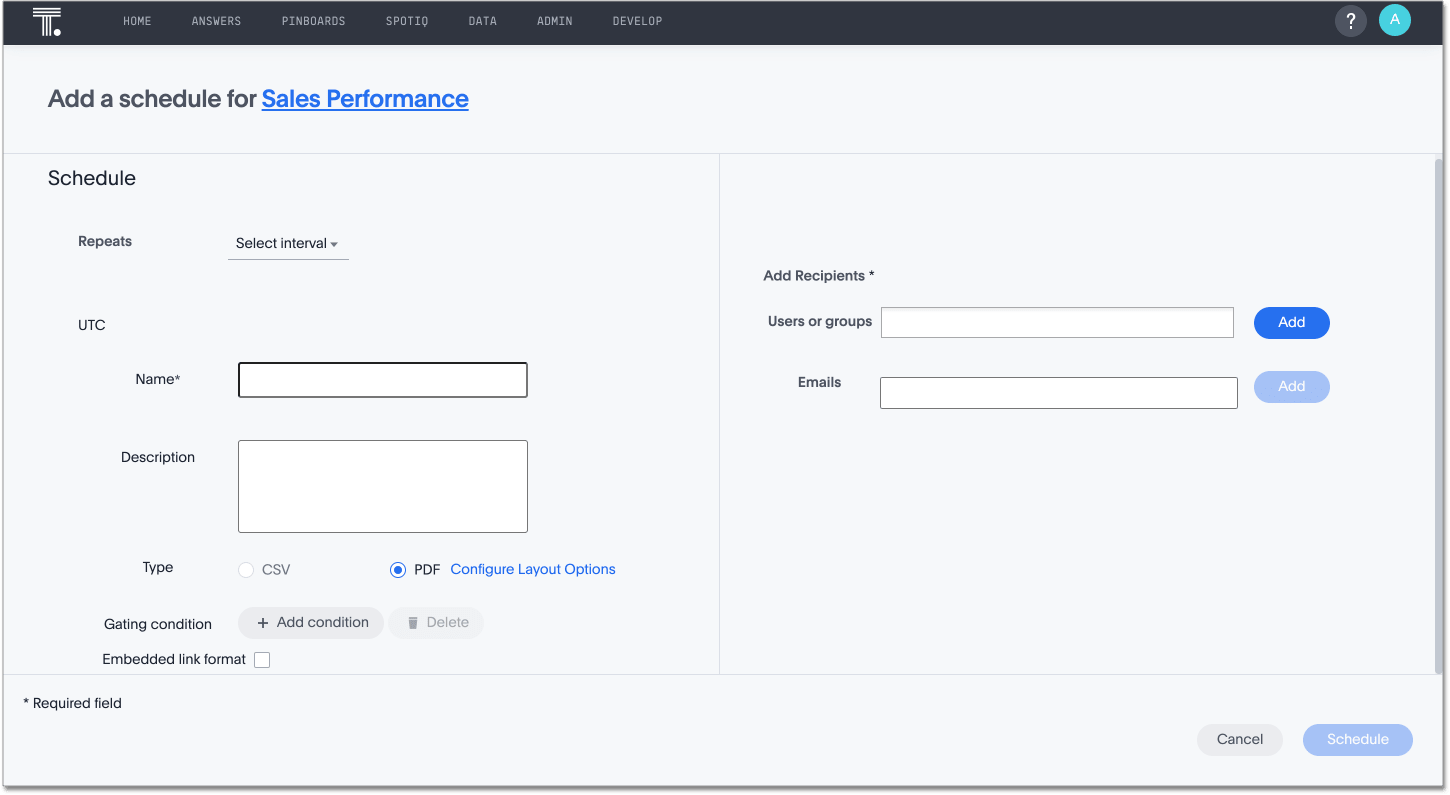 HOME ANSWERS PINBOARDS SPOTIQ DATA ADMIN DEVELOP ? A
Add a schedule for Sales Performance
Schedule
Repeats Select interval
UTC
Name*
Description
Type CSV PDF Configure Layout Options
Gating condition + Add condition Delete
Embedded link format
Add Recipients *
Users or groups Add
Emails Add
* Required field
Cancel Schedule